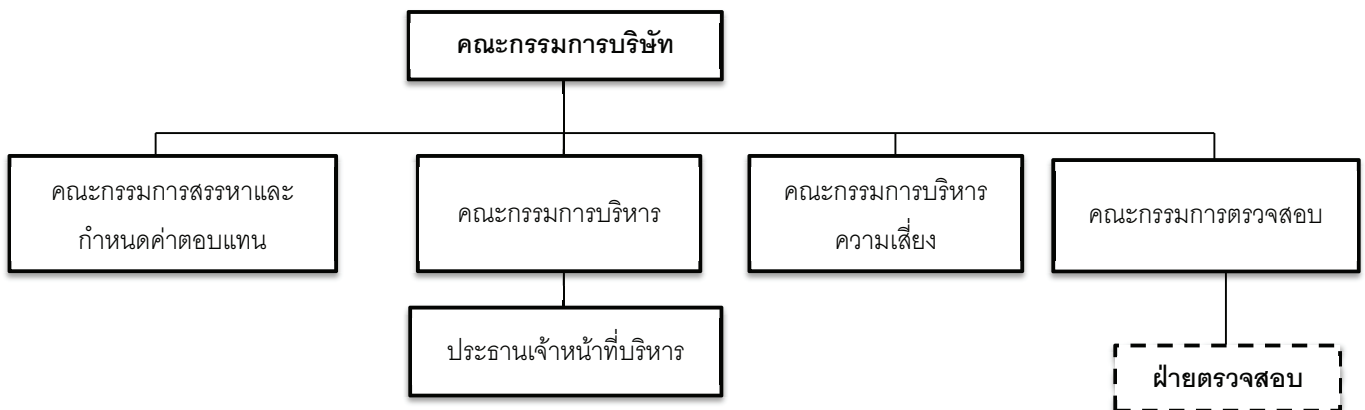 คณะกรรมการบริษัท
คณะกรรมการสรรหาและ
กำหนดค่าตอบแทน
คณะกรรมการบริหาร
คณะกรรมการบริหาร
ความเสี่ยง
คณะกรรมการตรวจสอบ
ประธานเจ้าหน้าที่บริหาร
ฝ่ายตรวจสอบ